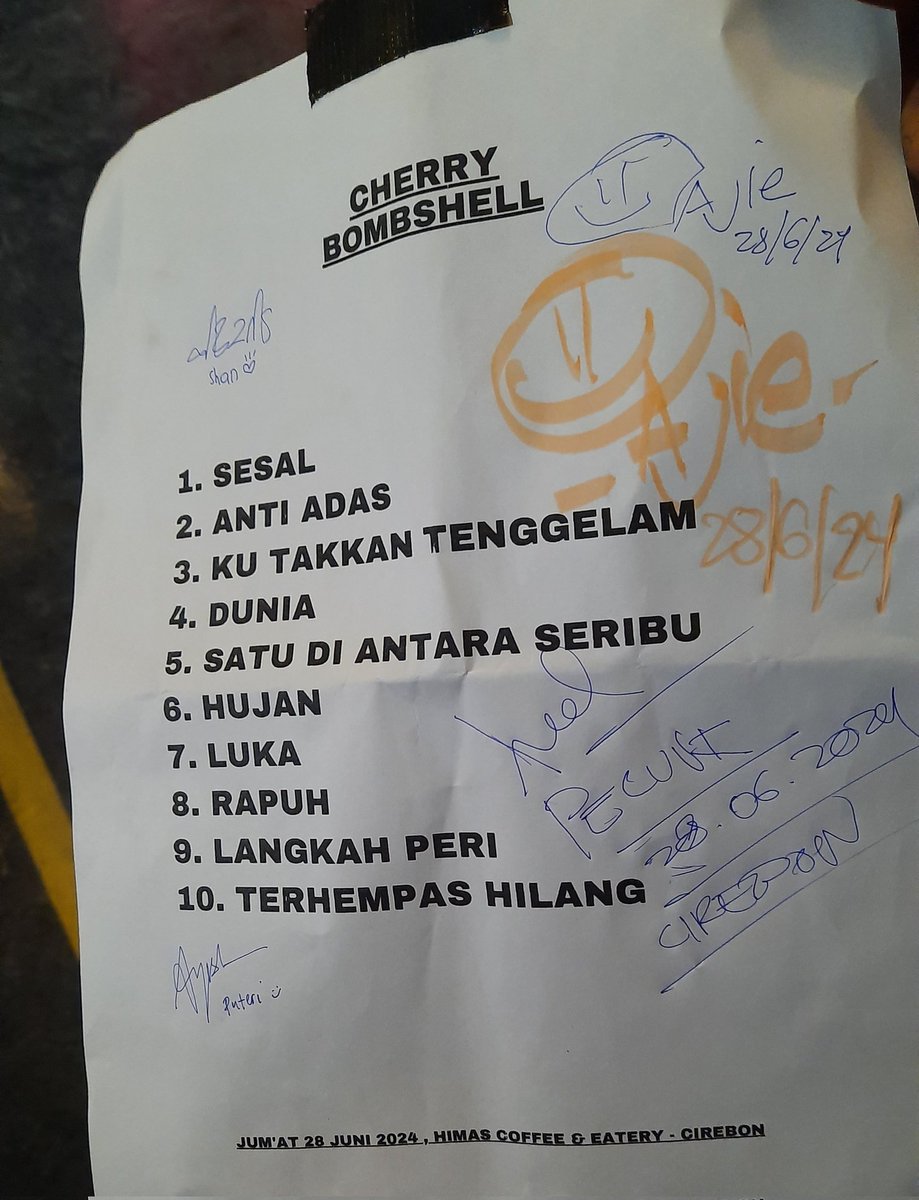 CHERRY
BOMBSHELL
Ajie
28/6/24
Ajie
28/6/24
shan
1. SESAL
2. ANTI ADAS
3. KU TAKKAN TENGGELAM
4. DUNIA
5. SATU DI ANTARA SERIBU
6. HUJAN
7. LUKA
8. RAPUH
9. LANGKAH PERI
10. TERHEMPAS HILANG
28.06.2024
CIREBON
Puteri
JUM'AT 28 JUNI 2024 , HIMAS COFFEE & EATERY - CIREBON